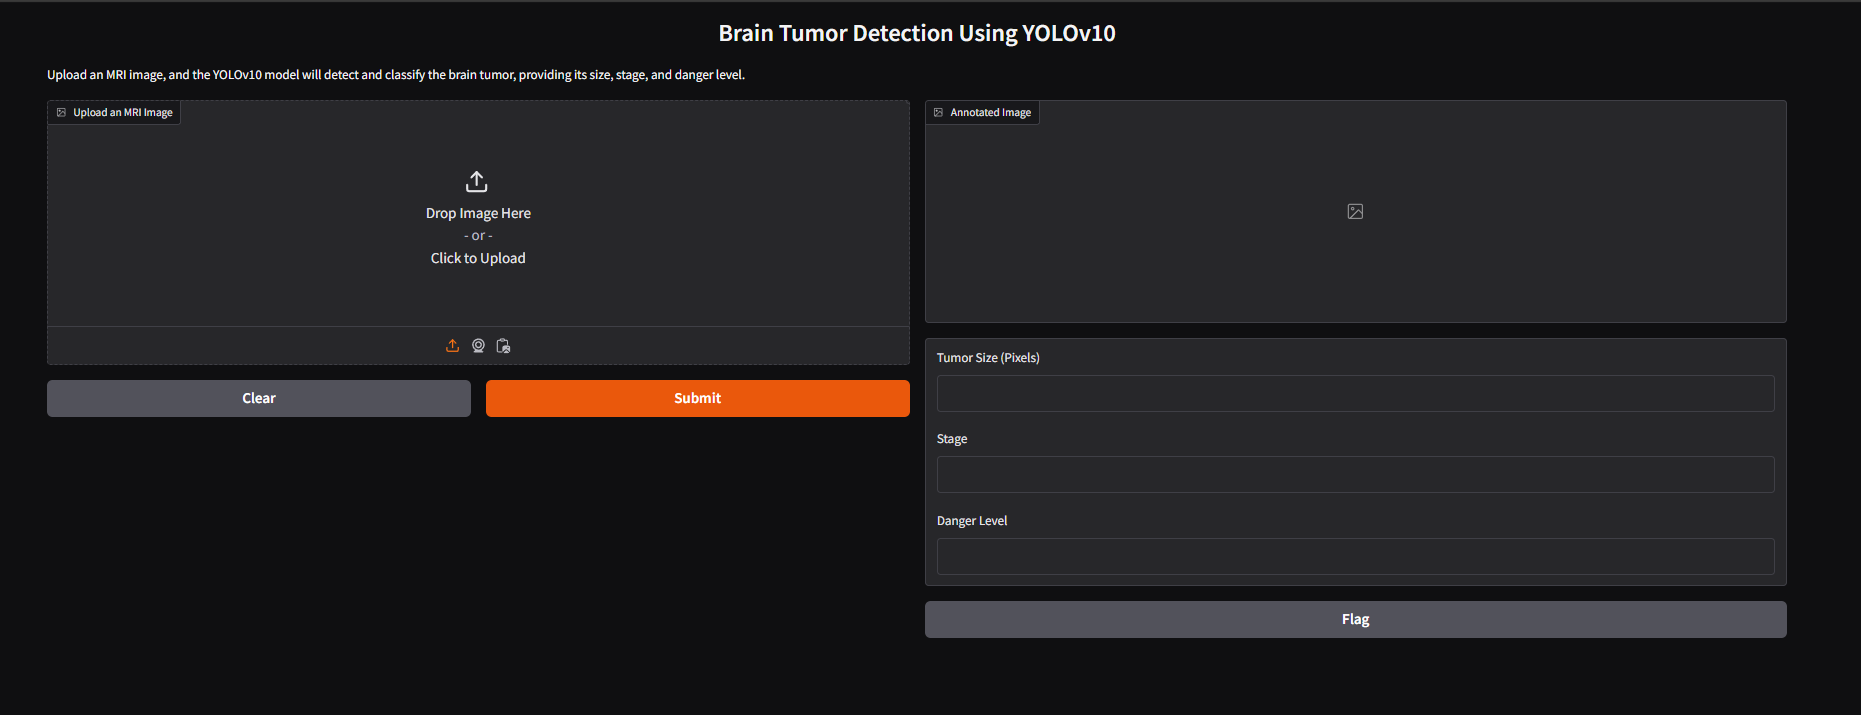 Brain Tumor Detection Using YOLOv10
Upload an MRI image, and the YOLOv10 model will detect and classify the brain tumor, providing its size, stage, and danger level.
Upload an MRI Image
Drop Image Here
- or -
Click to Upload
Clear
Submit
Annotated Image
Tumor Size (Pixels)
Stage
Danger Level
Flag